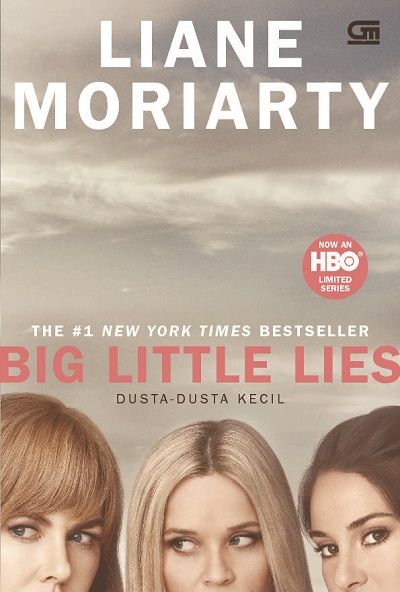 LIANE
MORIARTY
GM
NOW AN
HBO®
LIMITED
SERIES
THE #1 NEW YORK TIMES BESTSELLER
BIG LITTLE LIES
DUSTA-DUSTA KECIL